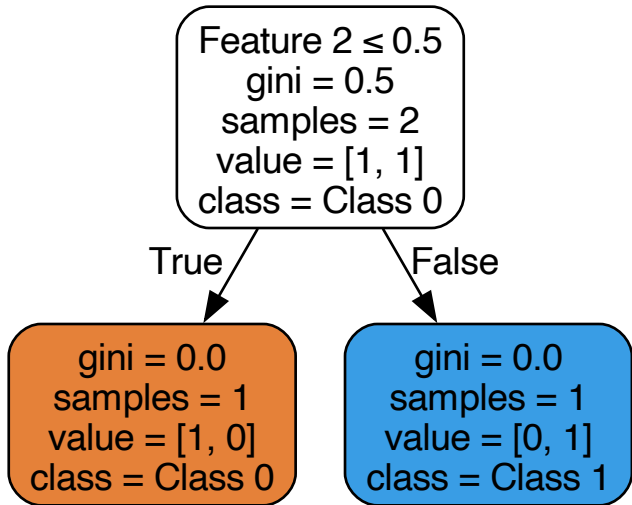 Feature 2 ≤ 0.5
gini = 0.5
samples = 2
value = [1, 1]
class = Class 0
True
False
gini = 0.0
samples = 1
value = [1, 0]
class = Class 0
gini = 0.0
samples = 1
value = [0, 1]
class = Class 1